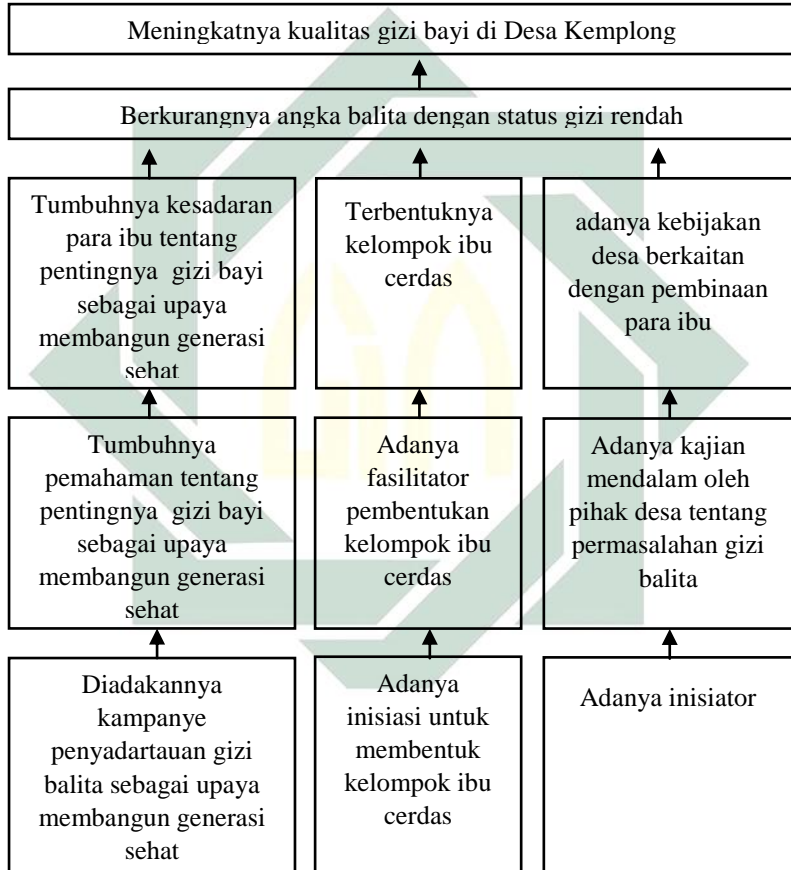 Meningkatnya kualitas gizi bayi di Desa Kemplong
Berkurangnya angka balita dengan status gizi rendah
Tumbuhnya kesadaran
para ibu tentang
pentingnya gizi bayi
sebagai upaya
membangun generasi
sehat
Terbentuknya
kelompok ibu
cerdas
adanya kebijakan
desa berkaitan
dengan pembinaan
para ibu
Tumbuhnya
pemahaman tentang
pentingnya gizi bayi
sebagai upaya
membangun generasi
sehat
Adanya
fasilitator
pembentukan
kelompok ibu
cerdas
Adanya kajian
mendalam oleh
pihak desa tentang
permasalahan gizi
balita
Diadakannya
kampanye
penyadartauan gizi
balita sebagai upaya
membangun generasi
sehat
Adanya
inisiasi untuk
membentuk
kelompok ibu
cerdas
Adanya inisiator